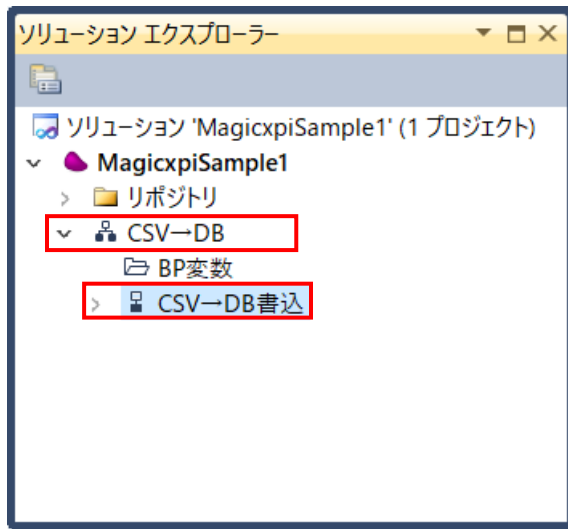 ソリューション エクスプローラー
ソリューション 'MagicxpiSample1' (1 プロジェクト)
MagicxpiSample1
リポジトリ
CSV→DB
BP変数
CSV→DB書込